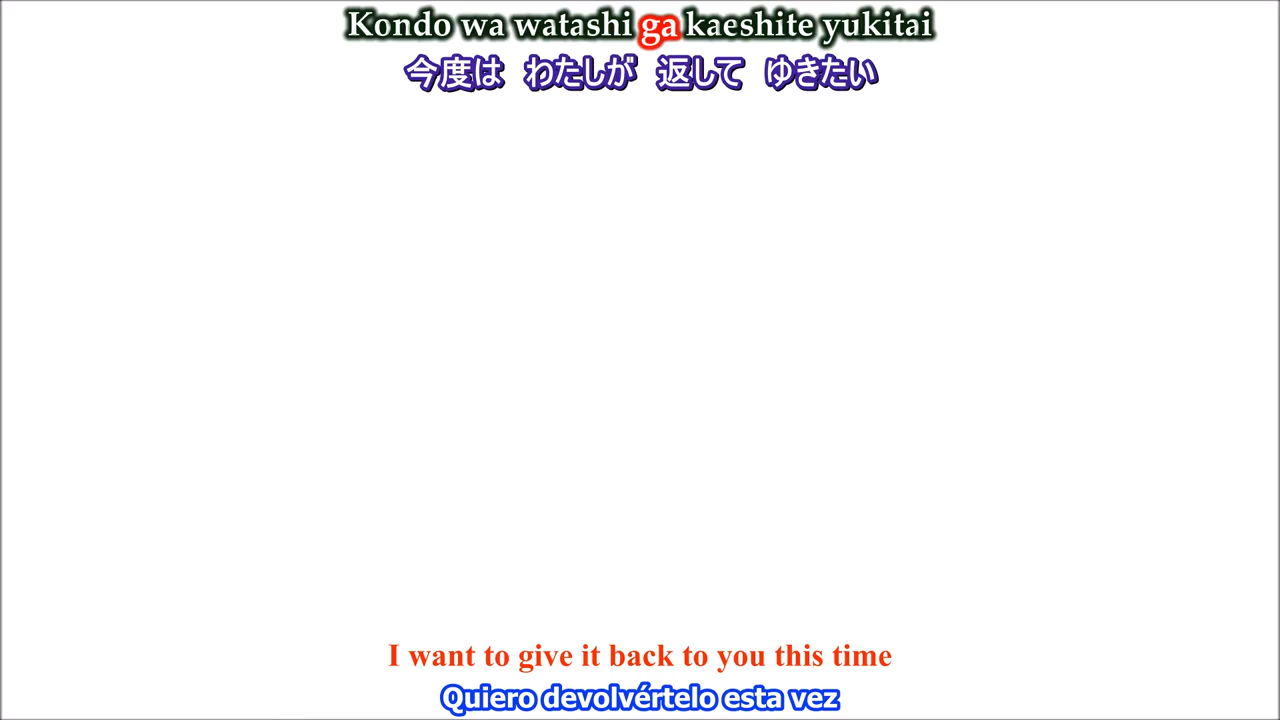 Kondo wa watashi ga kaeshite yukitai
今度は わたしが 返して ゆきたい
I want to give it back to you this time
Quiero devolvértelo esta vez